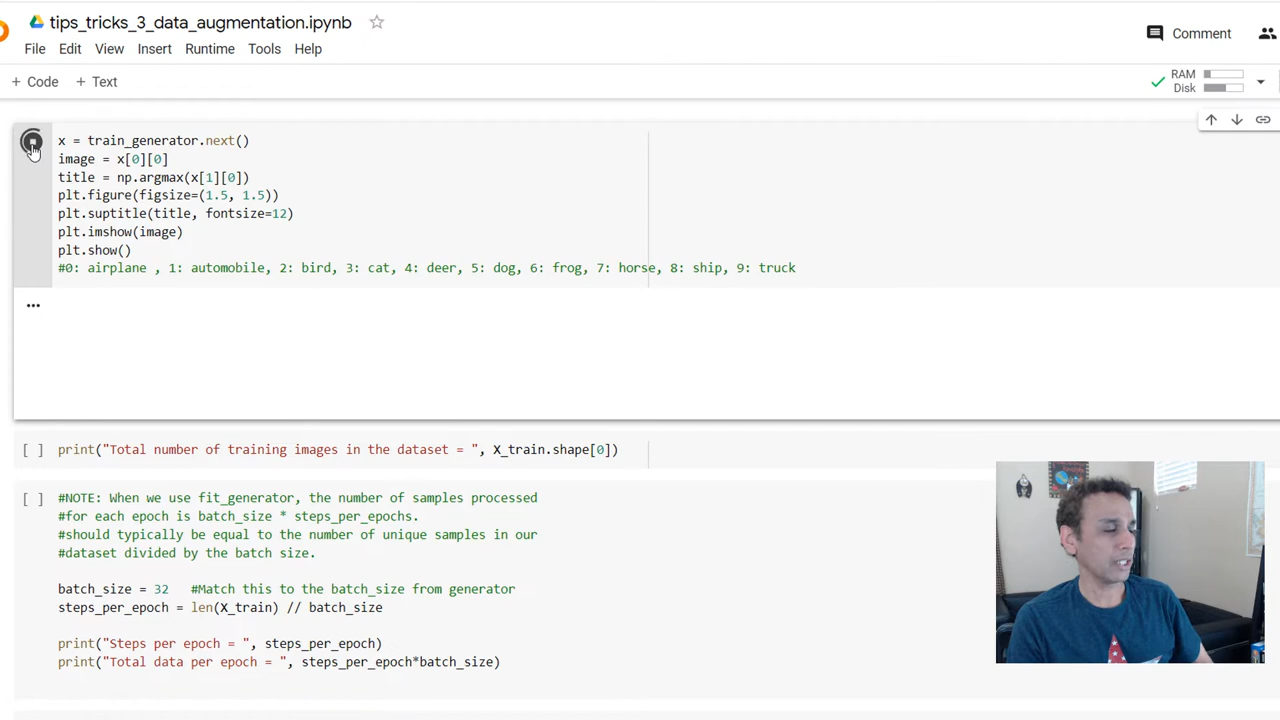 tips_tricks_3_data_augmentation.ipynb
File Edit View Insert Runtime Tools Help
Comment
+ Code + Text
RAM
Disk
x = train_generator.next()
image = x[0][0]
title = np.argmax(x[1][0])
plt.figure(figsize=(1.5, 1.5))
plt.suptitle(title, fontsize=12)
plt.imshow(image)
plt.show()
#0: airplane , 1: automobile, 2: bird, 3: cat, 4: deer, 5: dog, 6: frog, 7: horse, 8: ship, 9: truck
...
[ ] print("Total number of training images in the dataset = ", X_train.shape[0])
[ ] #NOTE: When we use fit_generator, the number of samples processed
#for each epoch is batch_size * steps_per_epochs.
#should typically be equal to the number of unique samples in our
#dataset divided by the batch size.
batch_size = 32 #Match this to the batch_size from generator
steps_per_epoch = len(X_train) // batch_size
print("Steps per epoch = ", steps_per_epoch)
print("Total data per epoch = ", steps_per_epoch*batch_size)